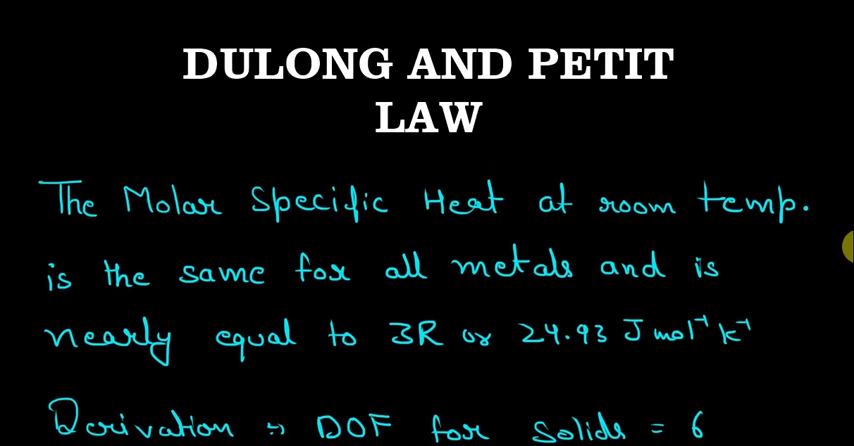 DULONG AND PETIT
LAW
The Molar Specific Heat at room temp.
is the same for all metals and is
nearly equal to 3R or 24.93 J mol⁻¹ K⁻¹
Derivation :→ DOF for solids = 6